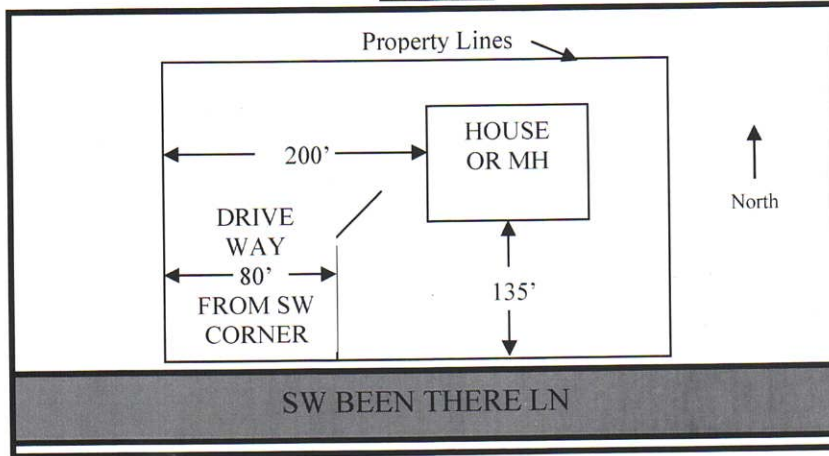 Property Lines
HOUSE
OR MH
200’
North
DRIVE
WAY
80’
FROM SW
CORNER
135’
SW BEEN THERE LN